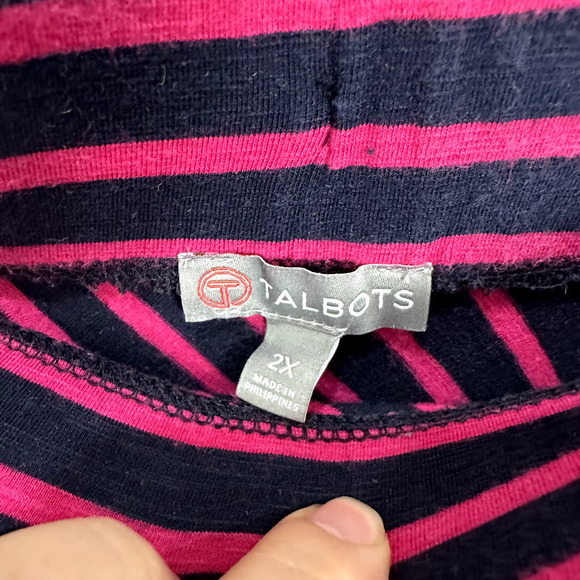 T TALBOTS
2X
MADE IN
PHILIPPINES